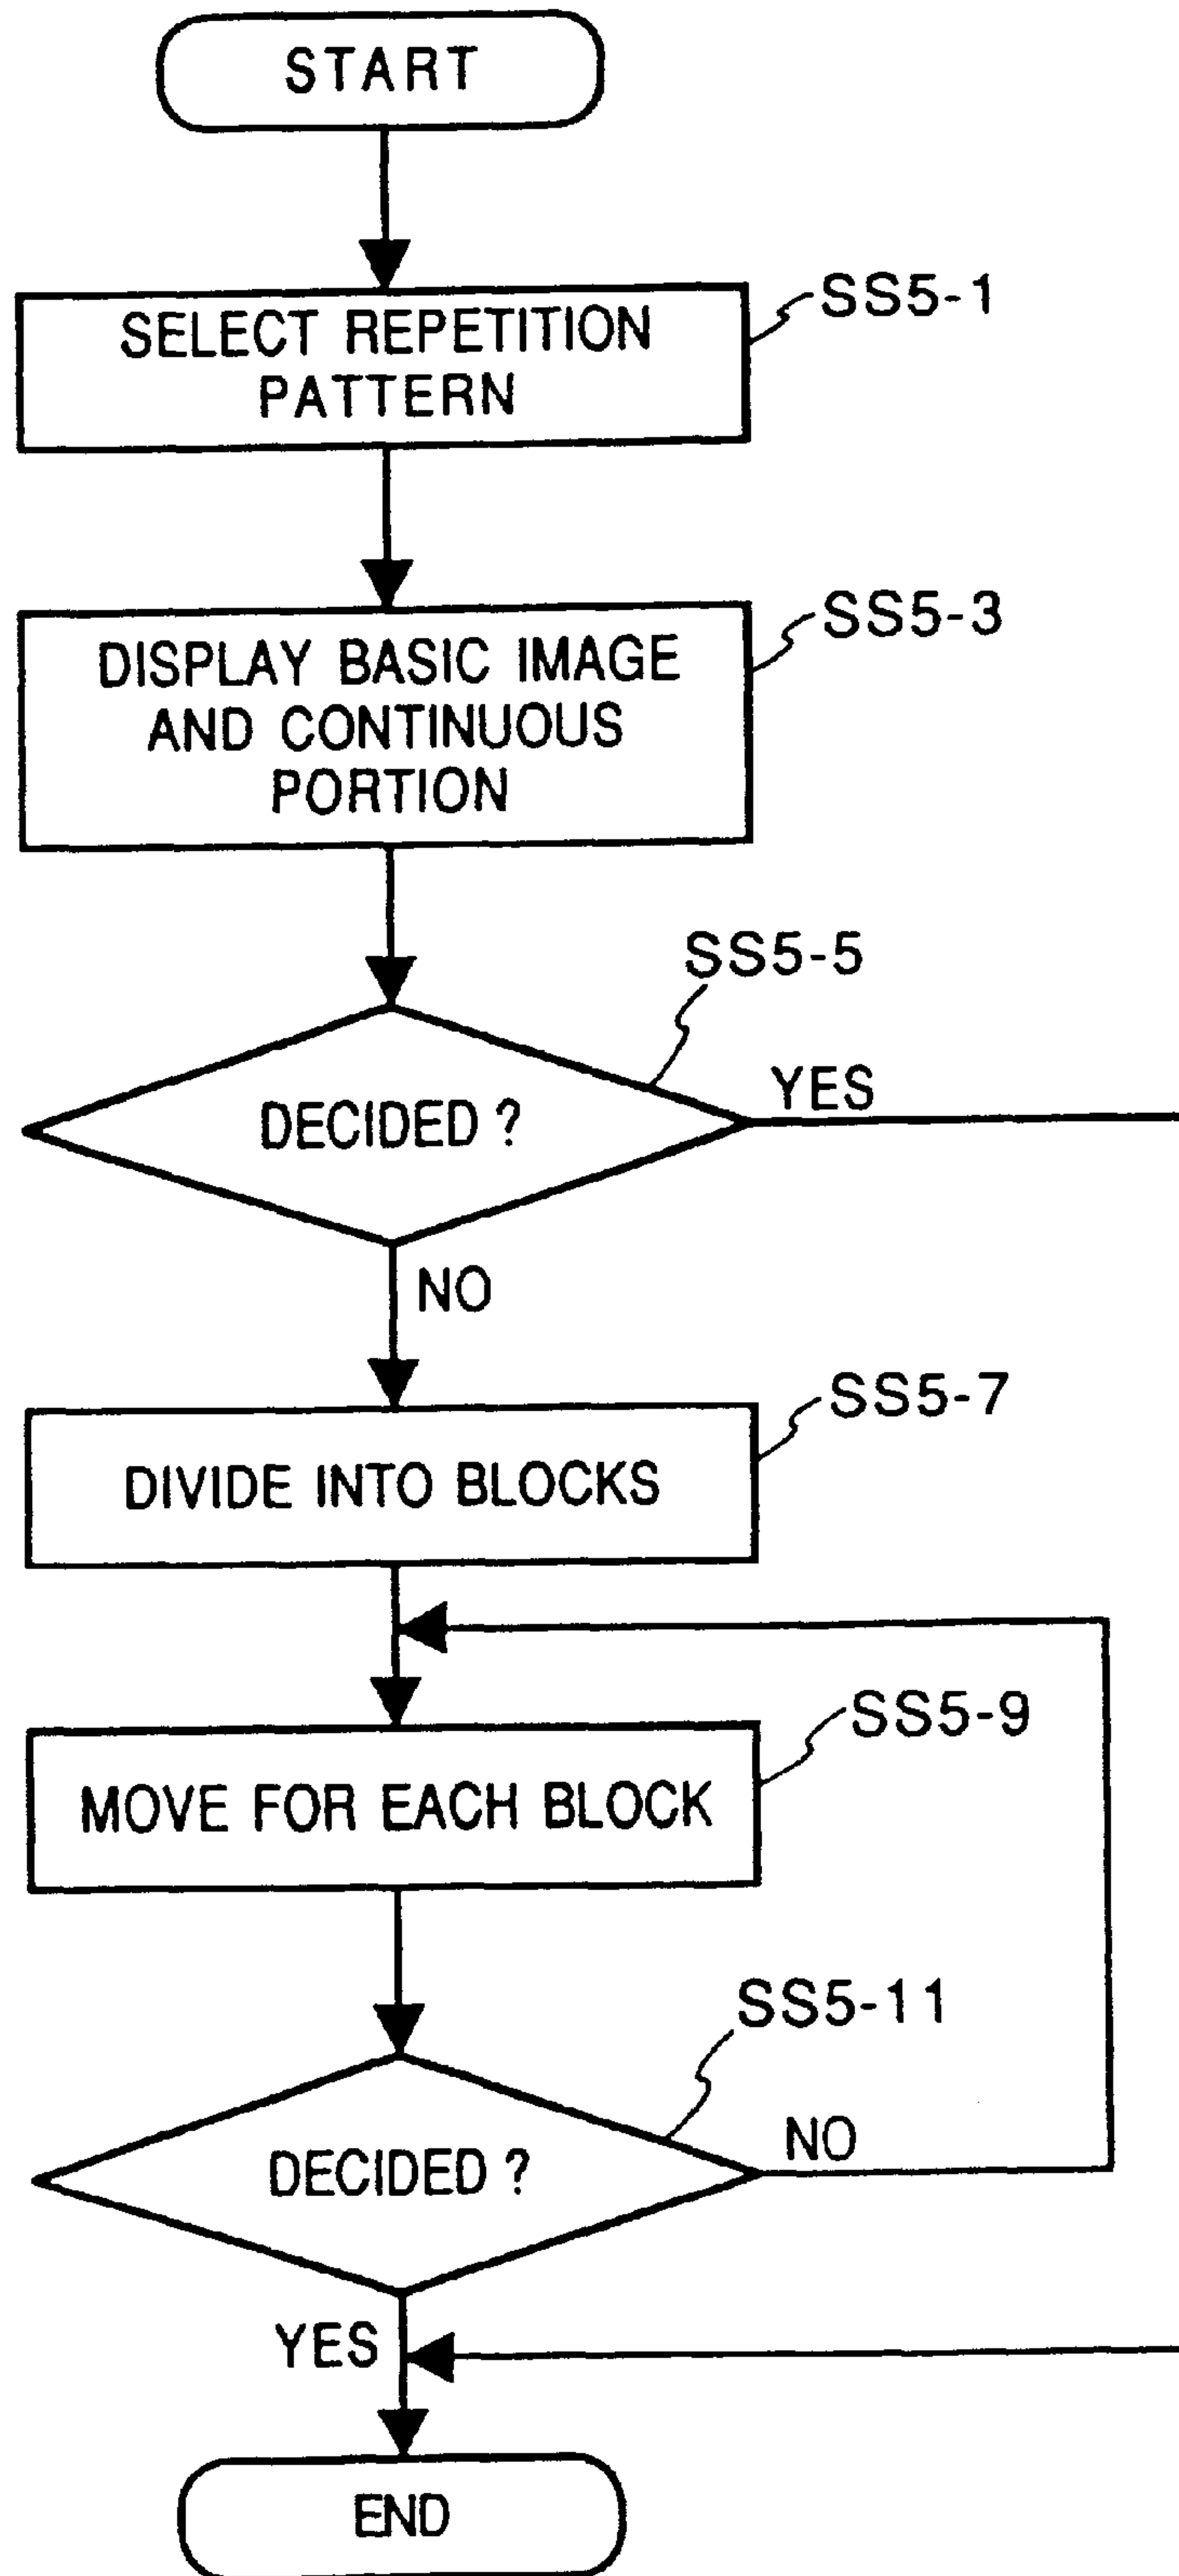 START
SS5-1
SELECT REPETITION
PATTERN
SS5-3
DISPLAY BASIC IMAGE
AND CONTINUOUS
PORTION
SS5-5
DECIDED ?
YES
NO
SS5-7
DIVIDE INTO BLOCKS
SS5-9
MOVE FOR EACH BLOCK
SS5-11
DECIDED ?
NO
YES
END